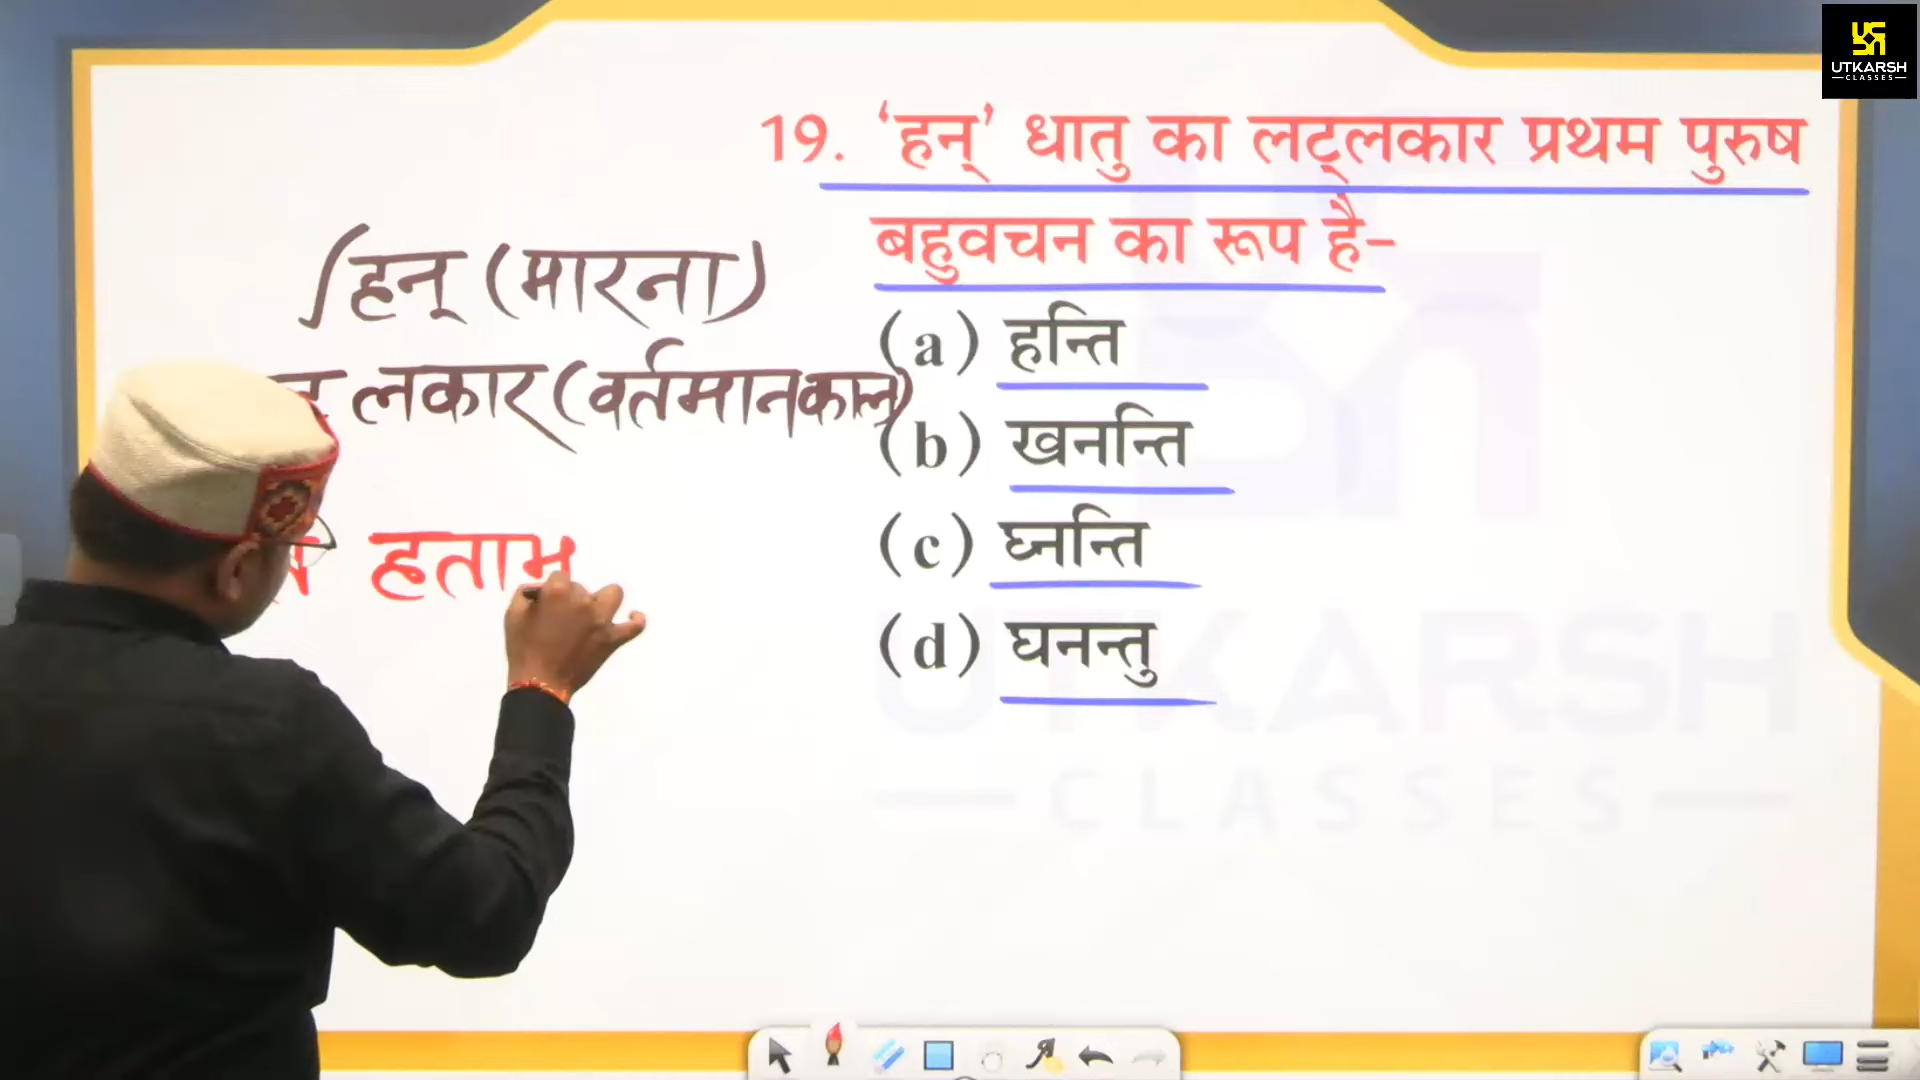 UTKARSH
CLASSES
19. ‘हन्’ धातु का लट्लकार प्रथम पुरुष
बहुवचन का रूप है-
(a) हन्ति
(b) खनन्ति
(c) घ्नन्ति
(d) घनन्तु
हन् (मारना)
लकार (वर्तमानकाल)
हताम
UTKARSH
CLASSES